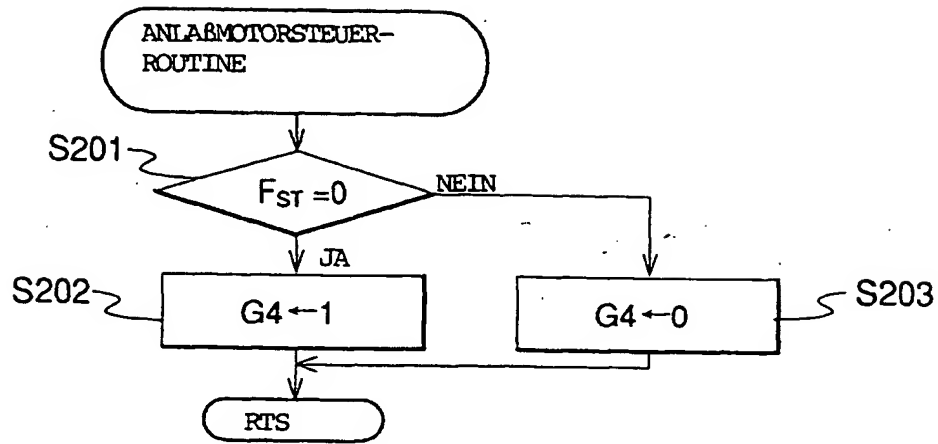 ANLAßMOTORSTEUER-
ROUTINE
S201
FST =0
NEIN
JA
S202
G4←1
G4←0
S203
RTS